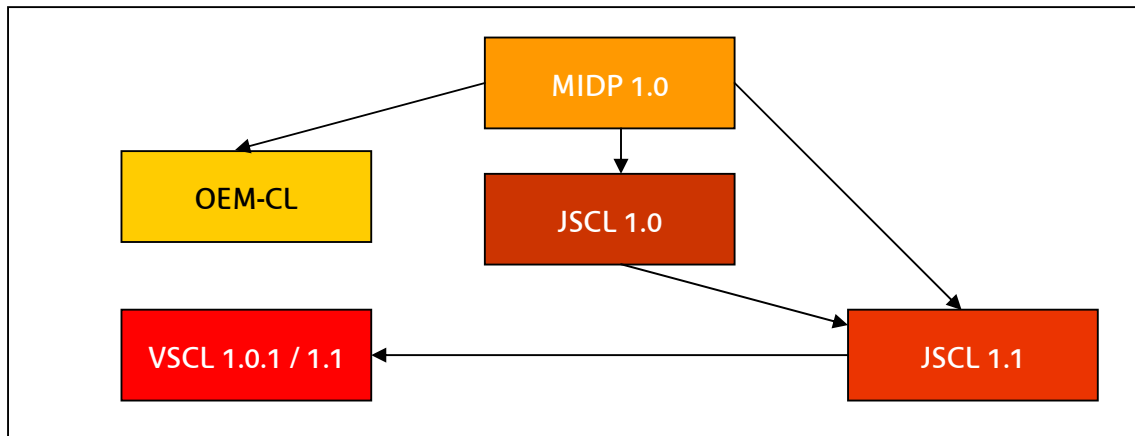 MIDP 1.0
OEM-CL
JSCL 1.0
VSCL 1.0.1 / 1.1
JSCL 1.1